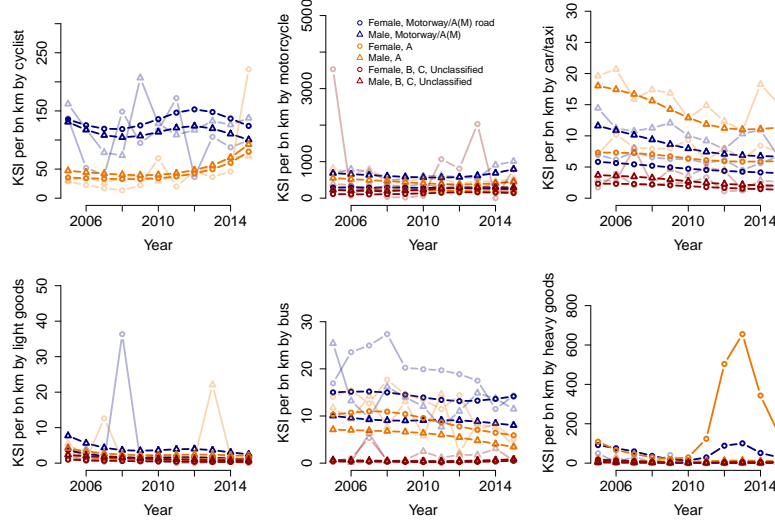 KSI per bn km by cyclist
50
150
250
0
2006
2010
2014
Year
KSI per bn km by motorcycle
0
1000
3000
5000
2006
2010
2014
Year
Female, Motorway/A(M) road
Male, Motorway/A(M)
Female, A
Male, A
Female, B, C, Unclassified
Male, B, C, Unclassified
KSI per bn km by car/taxi
0
5
10
15
20
25
30
2006
2010
2014
Year
KSI per bn km by light goods
0
10
20
30
40
50
2006
2010
2014
Year
KSI per bn km by bus
0
10
20
30
2006
2010
2014
Year
KSI per bn km by heavy goods
0
200
400
600
800
2006
2010
2014
Year